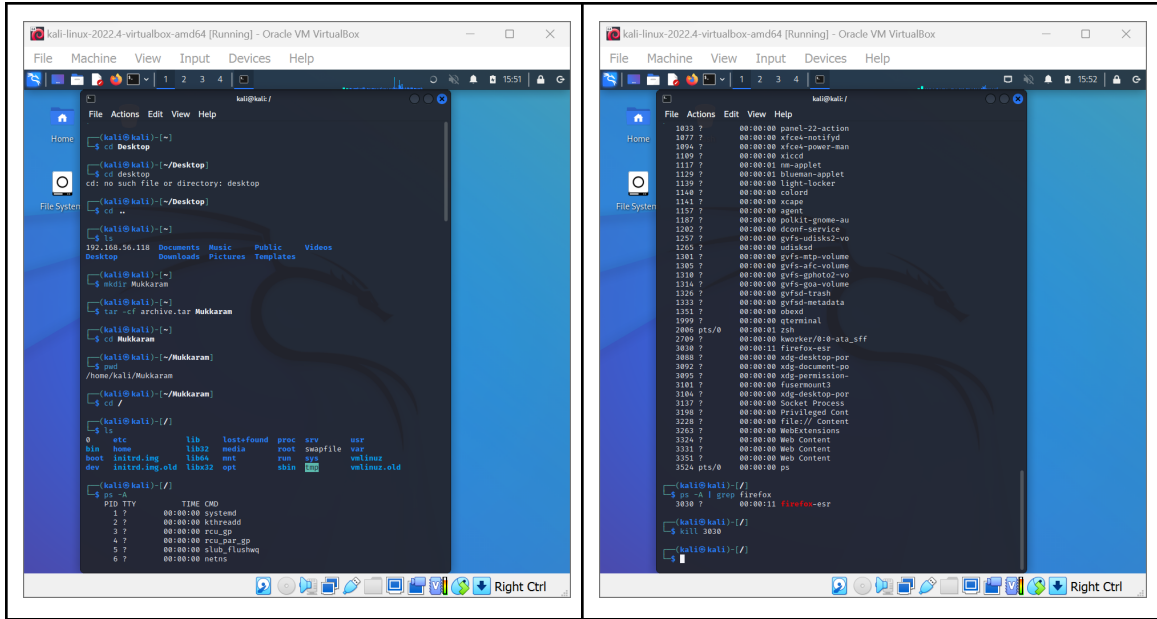 kali-linux-2022.4-virtualbox-amd64 [Running] - Oracle VM VirtualBox
File Machine View Input Devices Help
1 2 3 4 15:51
kali@kali: /
File Actions Edit View Help
Home
File System
┌──(kali㉿kali)-[~]
└─$ cd Desktop
┌──(kali㉿kali)-[~/Desktop]
└─$ cd desktop
cd: no such file or directory: desktop
┌──(kali㉿kali)-[~/Desktop]
└─$ cd ..
┌──(kali㉿kali)-[~]
└─$ ls
192.168.56.118 Documents Music Public Videos
Desktop Downloads Pictures Templates
┌──(kali㉿kali)-[~]
└─$ mkdir Mukkaram
┌──(kali㉿kali)-[~]
└─$ tar -cf archive.tar Mukkaram
┌──(kali㉿kali)-[~]
└─$ cd Mukkaram
┌──(kali㉿kali)-[~/Mukkaram]
└─$ pwd
/home/kali/Mukkaram
┌──(kali㉿kali)-[~/Mukkaram]
└─$ cd /
┌──(kali㉿kali)-[/]
└─$ ls
0 etc lib lost+found proc srv usr
bin home lib32 media root swapfile var
boot initrd.img lib64 mnt run sys vmlinuz
dev initrd.img.old libx32 opt sbin tmp vmlinuz.old
┌──(kali㉿kali)-[/]
└─$ ps -A
PID TTY TIME CMD
1 ? 00:00:00 systemd
2 ? 00:00:00 kthreadd
3 ? 00:00:00 rcu_gp
4 ? 00:00:00 rcu_par_gp
5 ? 00:00:00 slub_flushwq
6 ? 00:00:00 netns
Right Ctrl
kali-linux-2022.4-virtualbox-amd64 [Running] - Oracle VM VirtualBox
File Machine View Input Devices Help
1 2 3 4 15:52
kali@kali: /
File Actions Edit View Help
Home
File System
1033 ? 00:00:00 panel-22-action
1077 ? 00:00:00 xfce4-notifyd
1094 ? 00:00:00 xfce4-power-man
1109 ? 00:00:00 xiccd
1117 ? 00:00:01 nm-applet
1129 ? 00:00:01 blueman-applet
1139 ? 00:00:00 light-locker
1140 ? 00:00:00 colord
1141 ? 00:00:00 xcape
1157 ? 00:00:00 agent
1187 ? 00:00:00 polkit-gnome-au
1202 ? 00:00:00 dconf-service
1257 ? 00:00:00 gvfs-udisks2-vo
1265 ? 00:00:00 udisksd
1301 ? 00:00:00 gvfs-mtp-volume
1305 ? 00:00:00 gvfs-afc-volume
1310 ? 00:00:00 gvfs-gphoto2-vo
1314 ? 00:00:00 gvfs-goa-volume
1326 ? 00:00:00 gvfsd-trash
1333 ? 00:00:00 gvfsd-metadata
1351 ? 00:00:00 obexd
1999 ? 00:00:00 qterminal
2006 pts/0 00:00:01 zsh
2709 ? 00:00:00 kworker/0:0-ata_sff
3030 ? 00:00:11 firefox-esr
3088 ? 00:00:00 xdg-desktop-por
3092 ? 00:00:00 xdg-document-po
3095 ? 00:00:00 xdg-permission-
3101 ? 00:00:00 fusermount3
3104 ? 00:00:00 xdg-desktop-por
3137 ? 00:00:00 Socket Process
3198 ? 00:00:00 Privileged Cont
3228 ? 00:00:00 file:// Content
3263 ? 00:00:00 WebExtensions
3324 ? 00:00:00 Web Content
3331 ? 00:00:00 Web Content
3351 ? 00:00:00 Web Content
3524 pts/0 00:00:00 ps
┌──(kali㉿kali)-[/]
└─$ ps -A | grep firefox
3030 ? 00:00:11 firefox-esr
┌──(kali㉿kali)-[/]
└─$ kill 3030
┌──(kali㉿kali)-[/]
└─$
Right Ctrl